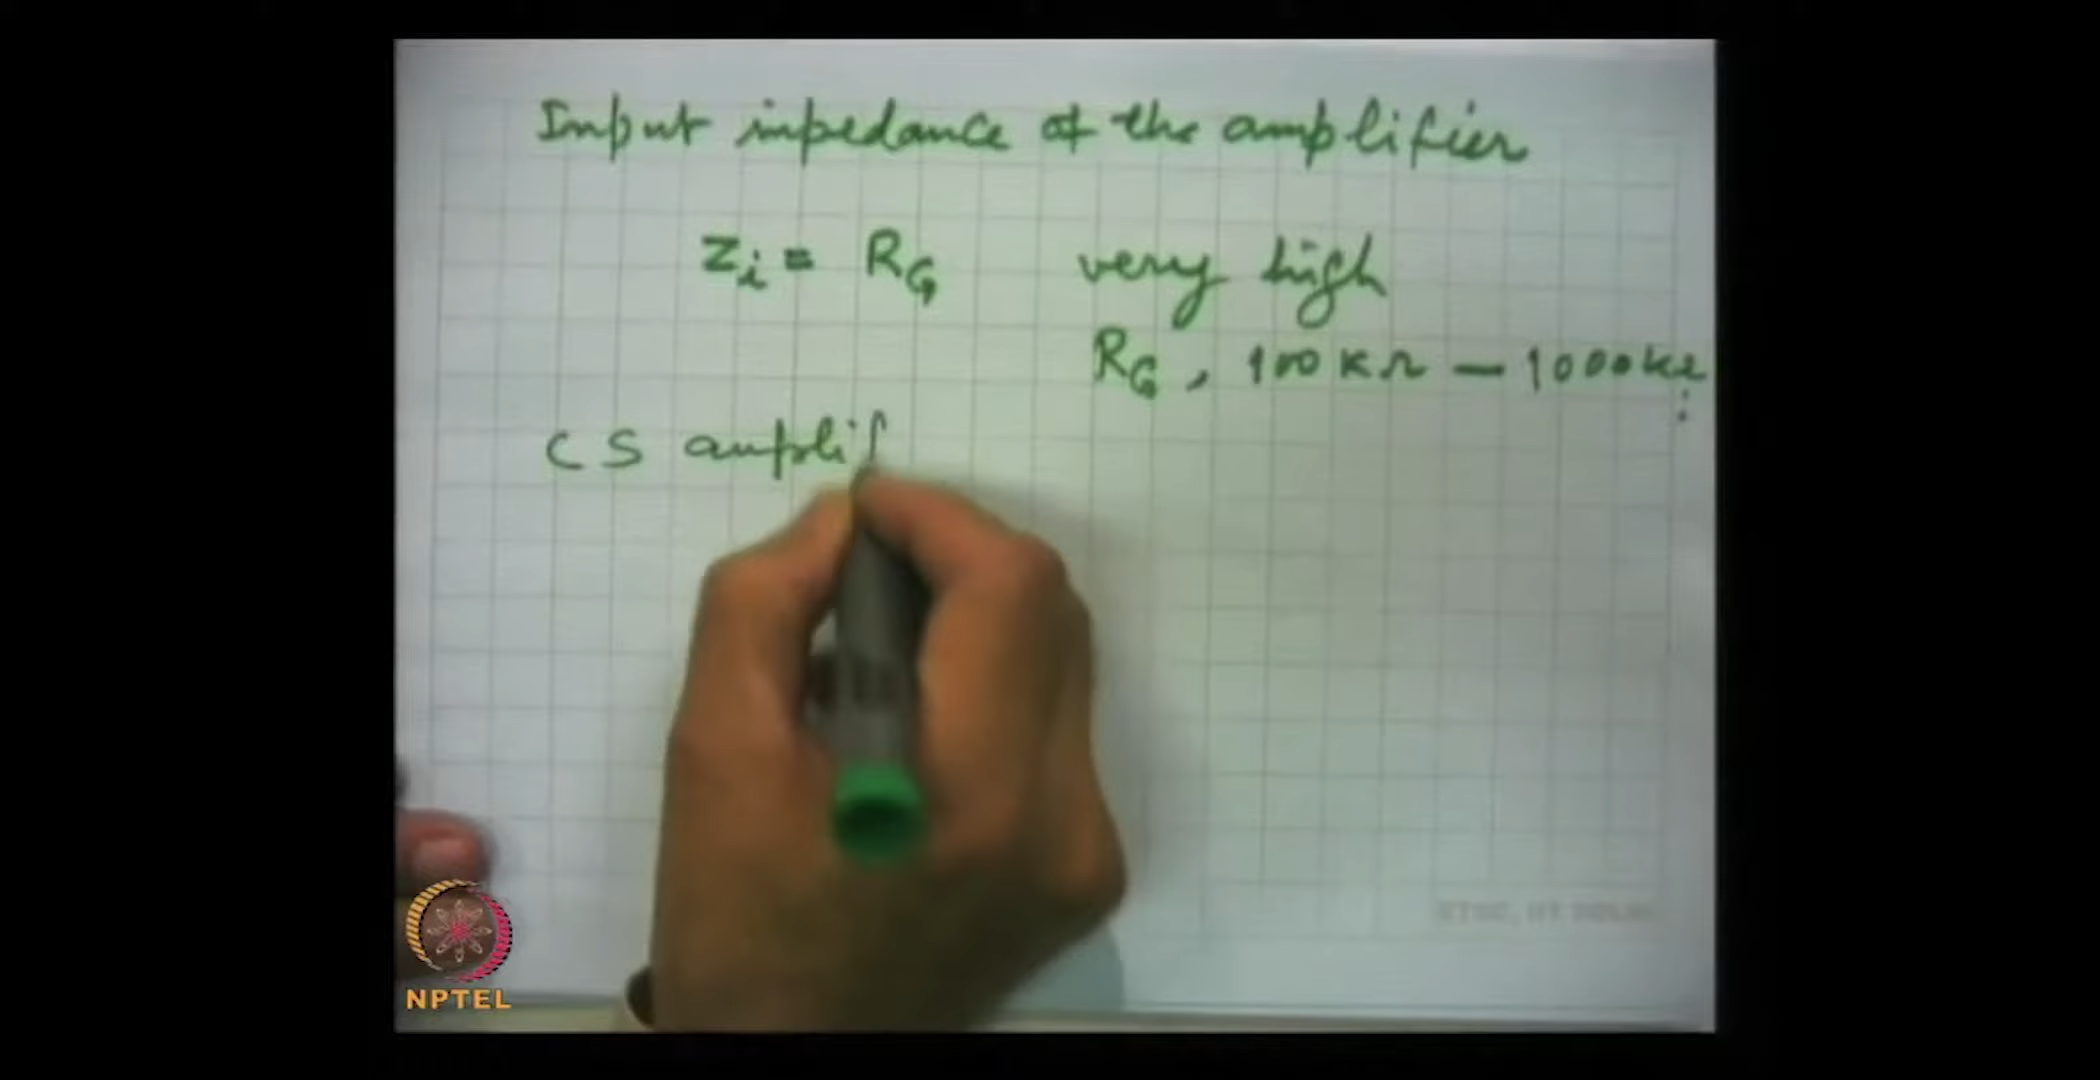 Input impedance of the amplifier
Zi = RG very high
RG, 100 KΩ — 1000 kΩ
CS amplif
NPTEL